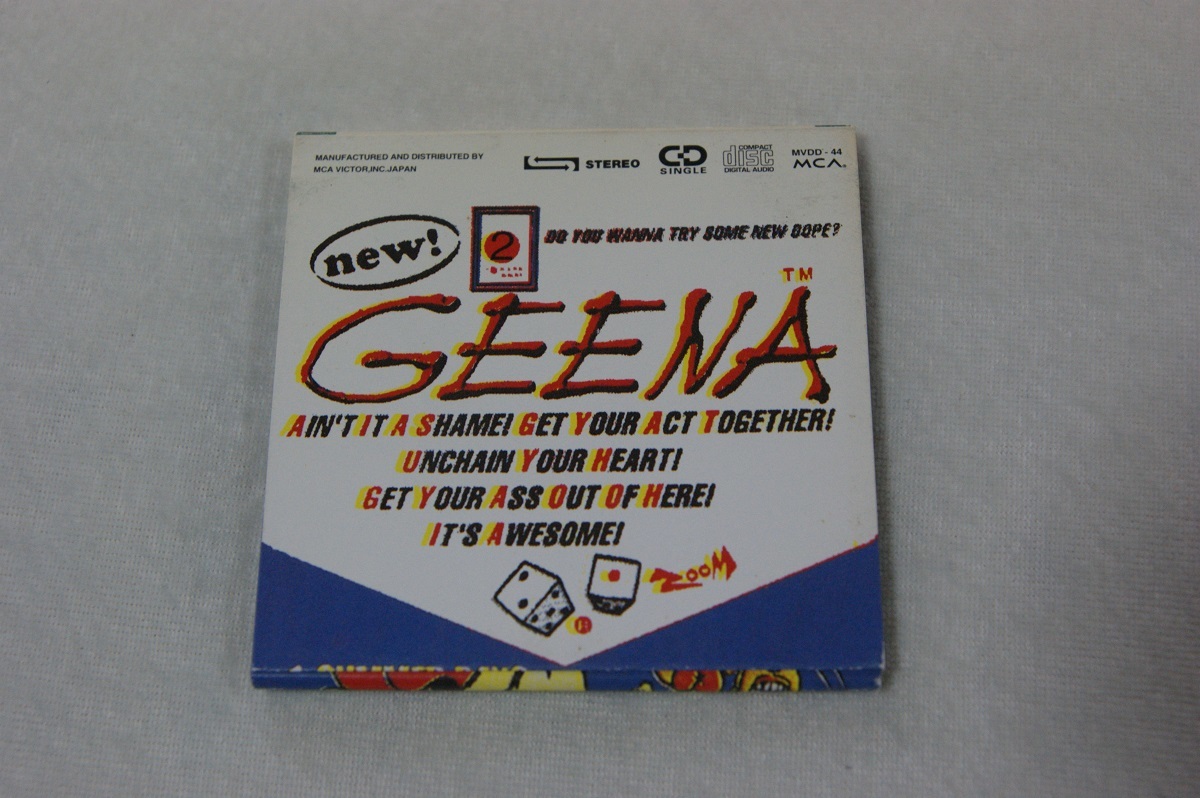 MANUFACTURED AND DISTRIBUTED BY
MCA VICTOR,INC.JAPAN
STEREO
CD
SINGLE
COMPACT
disc
DIGITAL AUDIO
MVDD-44
MCA®
new!
2
DO YOU WANNA TRY SOME NEW DOPE?
GEENA TM
AIN'T IT A SHAME! GET YOUR ACT TOGETHER!
UNCHAIN YOUR HEART!
GET YOUR ASS OUT OF HERE!
IT'S AWESOME!
ZOOM
®